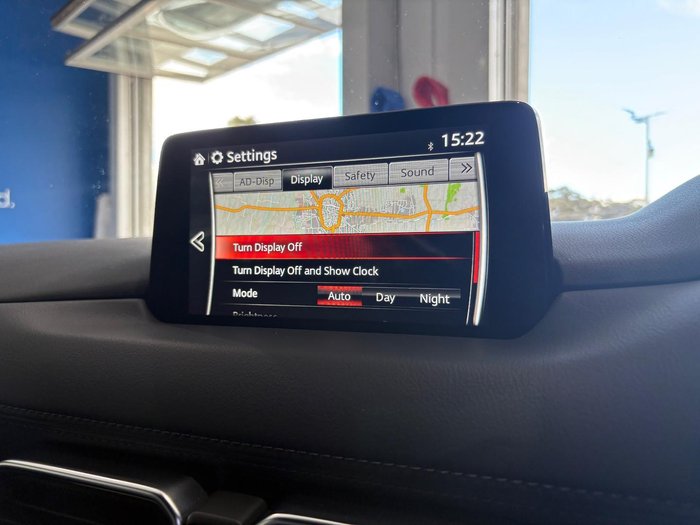 15:22
Settings
AD-Disp Display Safety Sound
Turn Display Off
Turn Display Off and Show Clock
Mode Auto Day Night
Brightness
d,